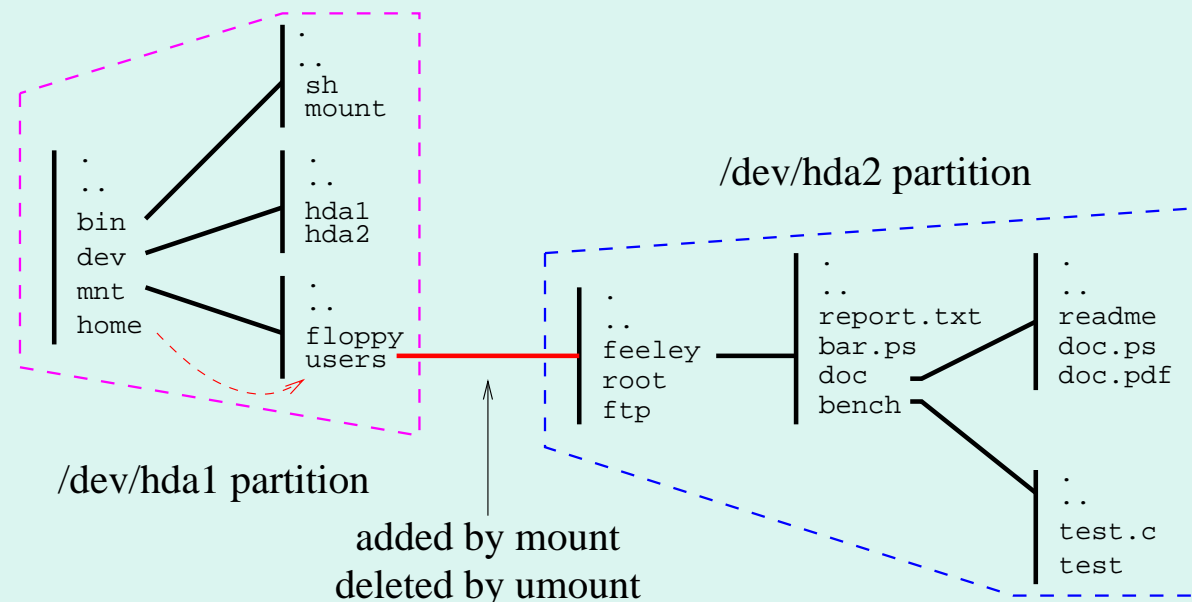 .
..
bin
dev
mnt
home
.
..
sh
mount
.
..
hda1
hda2
.
..
floppy
users
/dev/hda1 partition
added by mount
deleted by umount
/dev/hda2 partition
.
..
feeley
root
ftp
.
..
report.txt
bar.ps
doc
bench
.
..
readme
doc.ps
doc.pdf
.
..
test.c
test